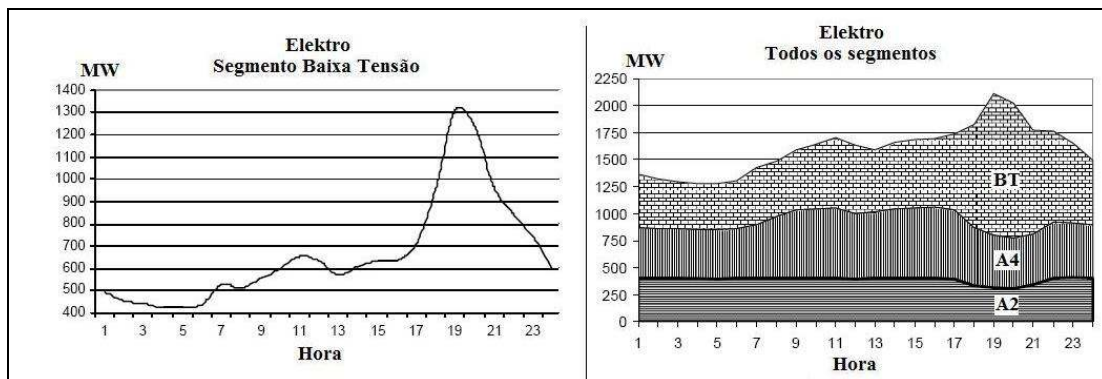 Elektro
Segmento Baixa Tensão
MW
1400
1300
1200
1100
1000
900
800
700
600
500
400
1 3 5 7 9 11 13 15 17 19 21 23
Hora
Elektro
Todos os segmentos
MW
2250
2000
1750
1500
1250
1000
750
500
250
0
BT
A4
A2
1 3 5 7 9 11 13 15 17 19 21 23
Hora